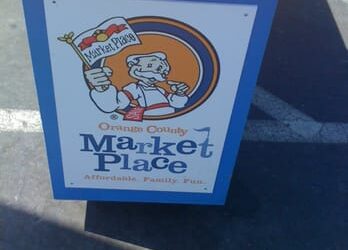 Market Place
®
Orange County
Market
Place
Affordable. Family. Fun.